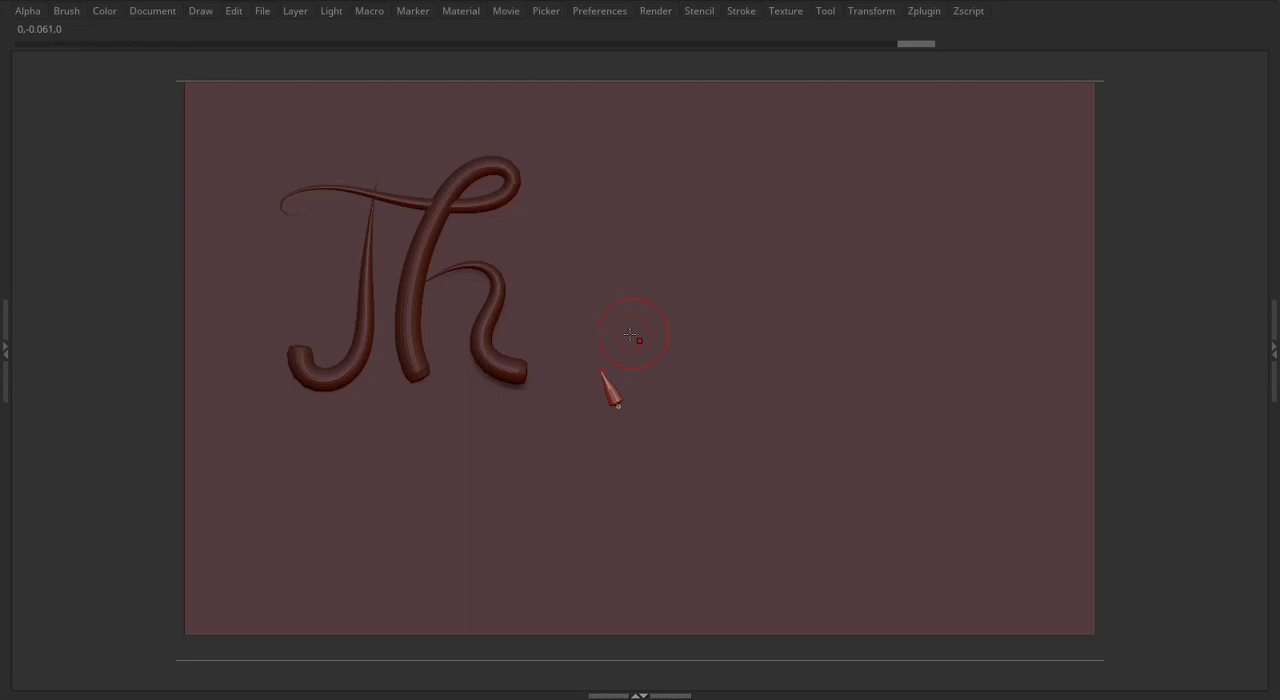 Alpha Brush Color Document Draw Edit File Layer Light Macro Marker Material Movie Picker Preferences Render Stencil Stroke Texture Tool Transform Zplugin Zscript
0,-0.061,0
Th